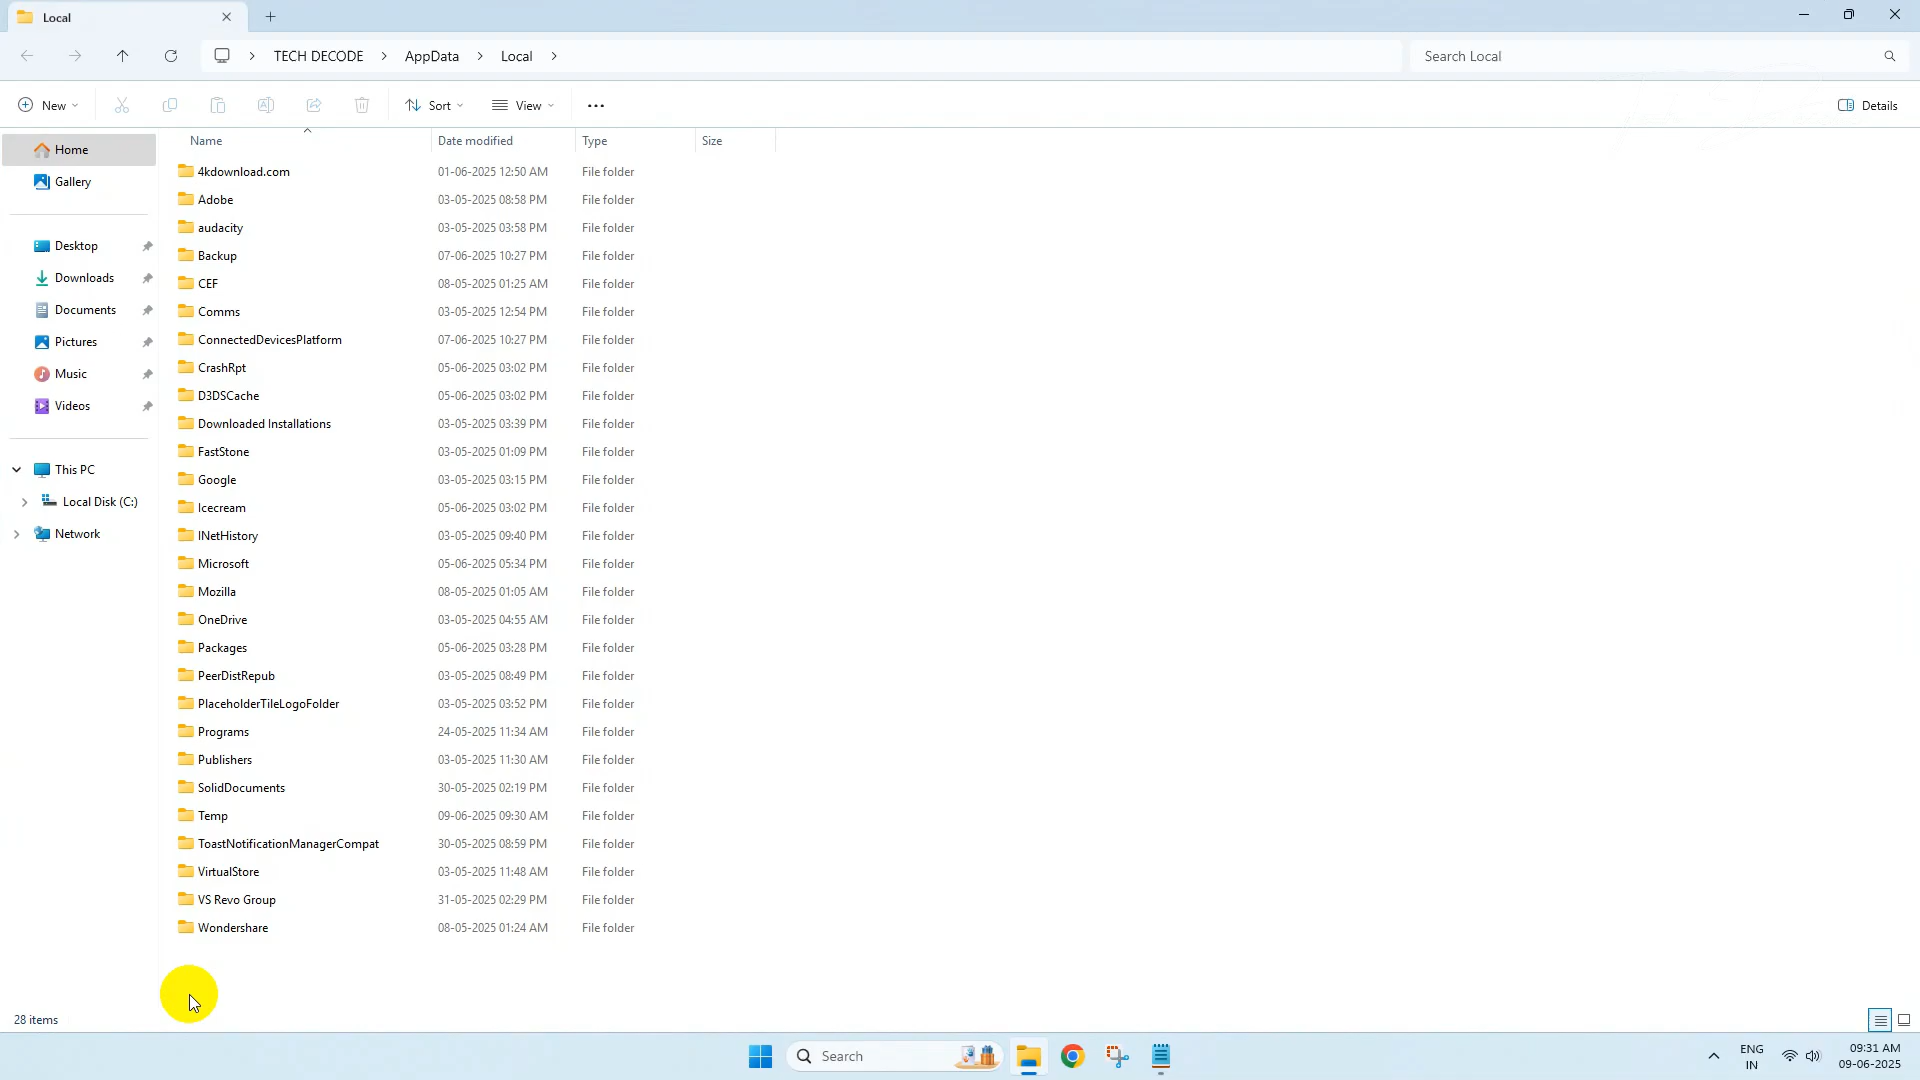 Local
TECH DECODE > AppData > Local >
Search Local
New
Sort
View
Details
Name Date modified Type Size
Home
Gallery
Desktop
Downloads
Documents
Pictures
Music
Videos
This PC
Local Disk (C:)
Network
4kdownload.com 01-06-2025 12:50 AM File folder
Adobe 03-05-2025 08:58 PM File folder
audacity 03-05-2025 03:58 PM File folder
Backup 07-06-2025 10:27 PM File folder
CEF 08-05-2025 01:25 AM File folder
Comms 03-05-2025 12:54 PM File folder
ConnectedDevicesPlatform 07-06-2025 10:27 PM File folder
CrashRpt 05-06-2025 03:02 PM File folder
D3DSCache 05-06-2025 03:02 PM File folder
Downloaded Installations 03-05-2025 03:39 PM File folder
FastStone 03-05-2025 01:09 PM File folder
Google 03-05-2025 03:15 PM File folder
Icecream 05-06-2025 03:02 PM File folder
INetHistory 03-05-2025 09:40 PM File folder
Microsoft 05-06-2025 05:34 PM File folder
Mozilla 08-05-2025 01:05 AM File folder
OneDrive 03-05-2025 04:55 AM File folder
Packages 05-06-2025 03:28 PM File folder
PeerDistRepub 03-05-2025 08:49 PM File folder
PlaceholderTileLogoFolder 03-05-2025 03:52 PM File folder
Programs 24-05-2025 11:34 AM File folder
Publishers 03-05-2025 11:30 AM File folder
SolidDocuments 30-05-2025 02:19 PM File folder
Temp 09-06-2025 09:30 AM File folder
ToastNotificationManagerCompat 30-05-2025 08:59 PM File folder
VirtualStore 03-05-2025 11:48 AM File folder
VS Revo Group 31-05-2025 02:29 PM File folder
Wondershare 08-05-2025 01:24 AM File folder
28 items
Search
ENG
IN
09:31 AM
09-06-2025